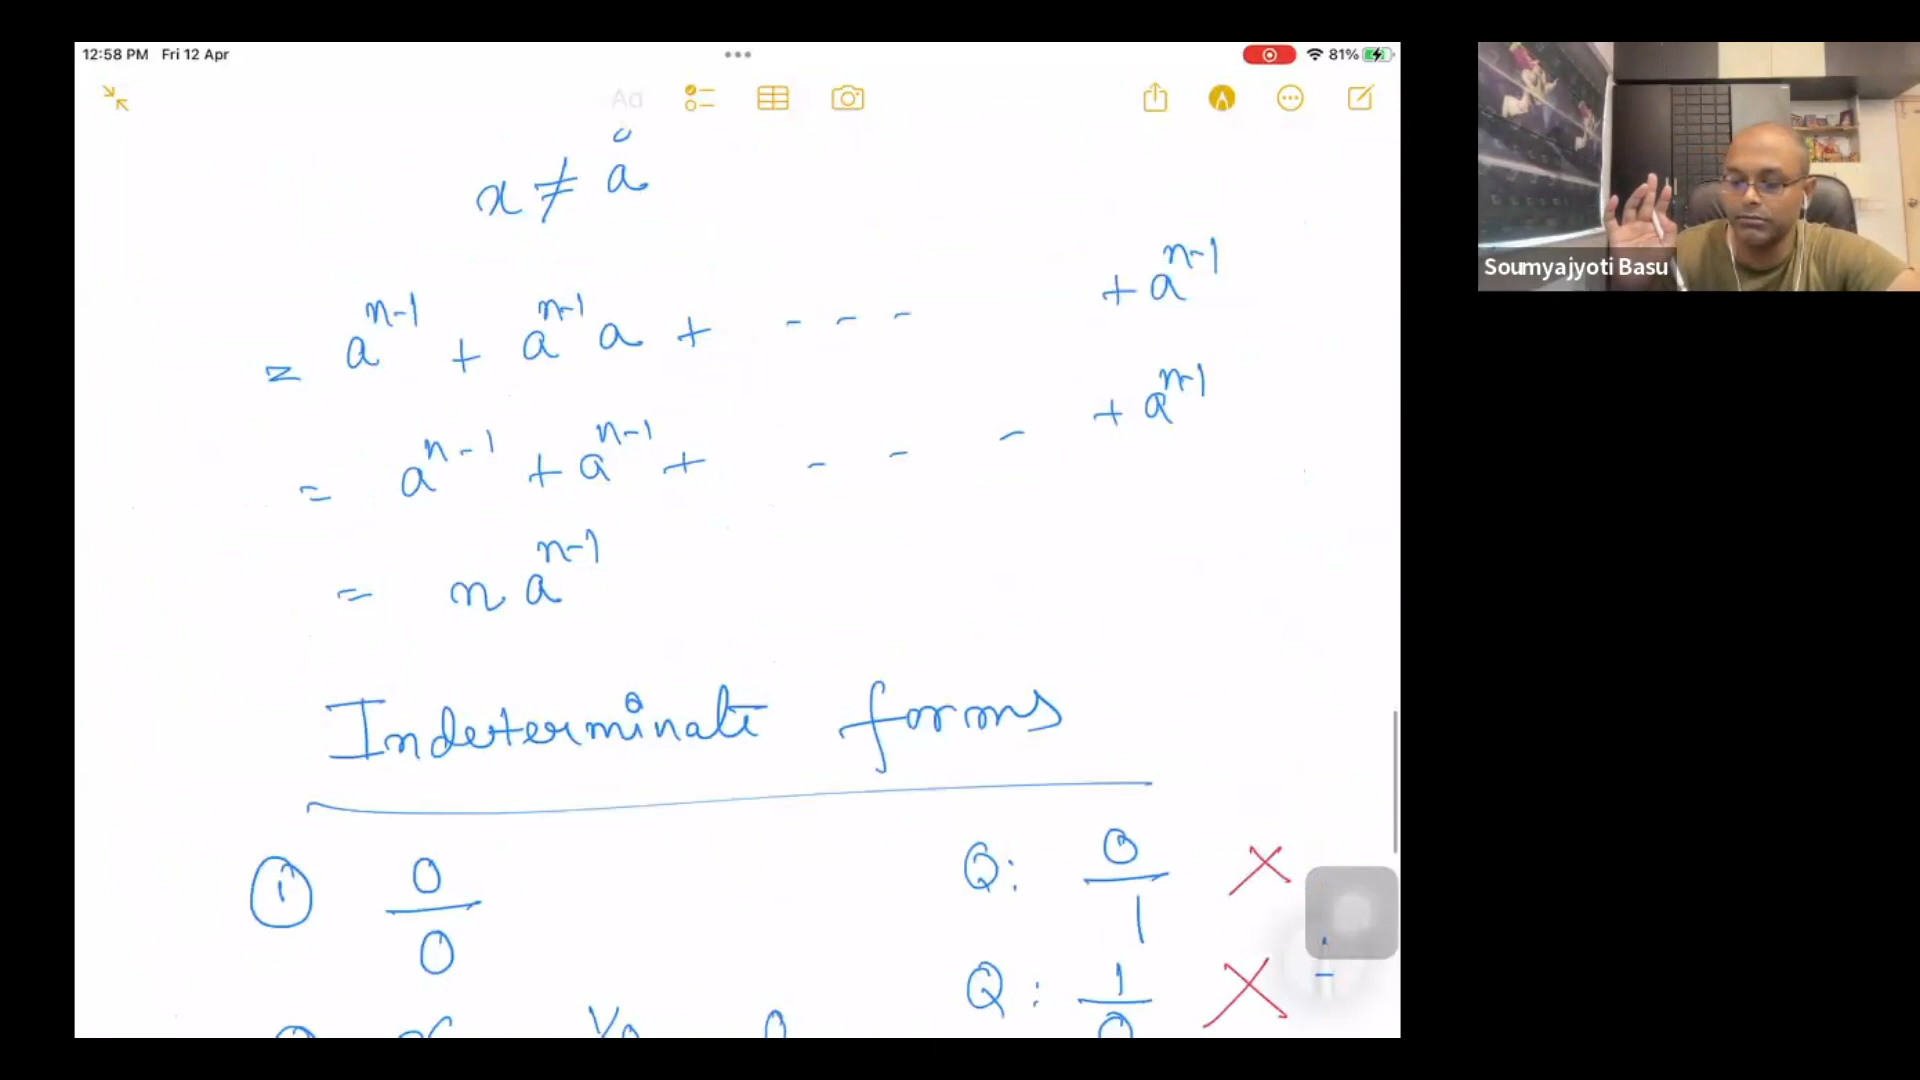 12:58 PM Fri 12 Apr
81%
Aa
x ≠ a
= a^{n-1} + a^{n-1} a + - - - + a^{n-1}
= a^{n-1} + a^{n-1} + - - - + a^{n-1}
= n a^{n-1}
Indeterminate forms
① 0/0
Q: 0/1 ×
Q: 1/0 ×
Soumyajyoti Basu